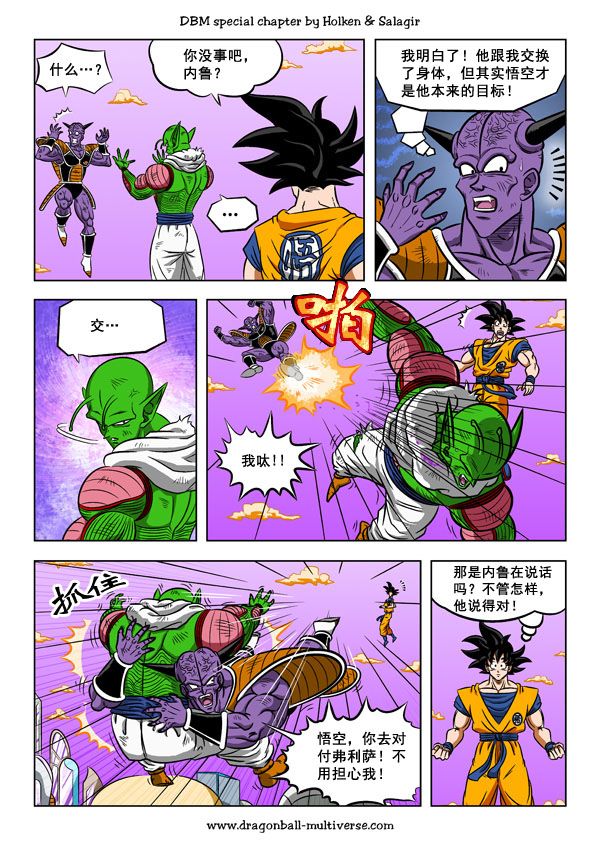 DBM special chapter by Holken & Salagir
什么…？
你没事吧，
内鲁？
…
悟
我明白了！他跟我交换
了身体，但其实悟空才
是他本来的目标！
交…
啪
我呔!!
抓住
悟空，你去对
付弗利萨！不
用担心我！
那是内鲁在说话
吗？不管怎样，
他说得对！
www.dragonball-multiverse.com